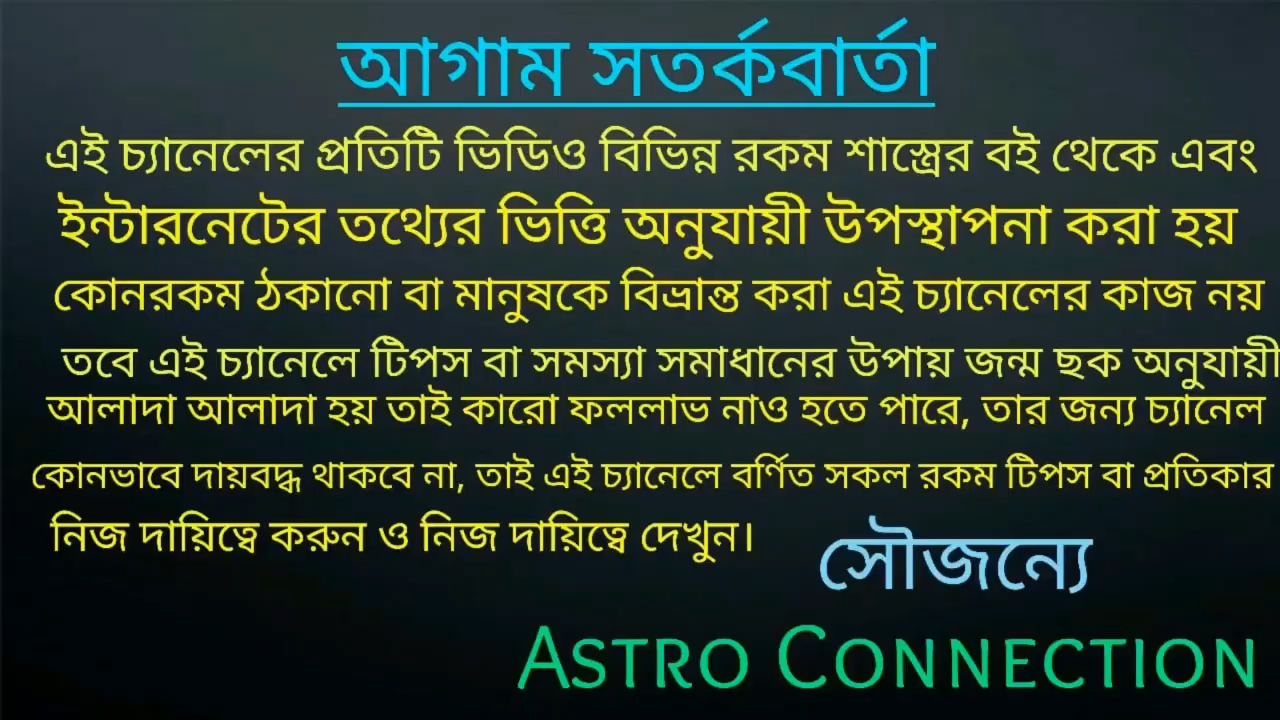 আগাম সতর্কবার্তা
এই চ্যানেলের প্রতিটি ভিডিও বিভিন্ন রকম শাস্ত্রের বই থেকে এবং
ইন্টারনেটের তথ্যের ভিত্তি অনুযায়ী উপস্থাপনা করা হয়
কোনরকম ঠকানো বা মানুষকে বিভ্রান্ত করা এই চ্যানেলের কাজ নয়
তবে এই চ্যানেলে টিপস বা সমস্যা সমাধানের উপায় জন্ম ছক অনুযায়ী
আলাদা আলাদা হয় তাই কারো ফললাভ নাও হতে পারে, তার জন্য চ্যানেল
কোনভাবে দায়বদ্ধ থাকবে না, তাই এই চ্যানেলে বর্ণিত সকল রকম টিপস বা প্রতিকার
নিজ দায়িত্বে করুন ও নিজ দায়িত্বে দেখুন।
সৌজন্যে
ASTRO CONNECTION